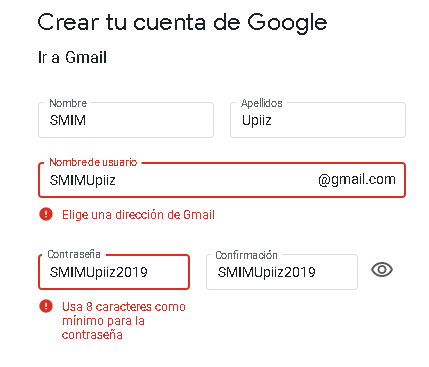 Crear tu cuenta de Google
Ir a Gmail
Nombre
SMIM
Apellidos
Upiiz
Nombre de usuario
SMIMUpiiz
@gmail.com
Elige una dirección de Gmail
Contraseña
SMIMUpiiz2019
Confirmación
SMIMUpiiz2019
Usa 8 caracteres como
mínimo para la
contraseña